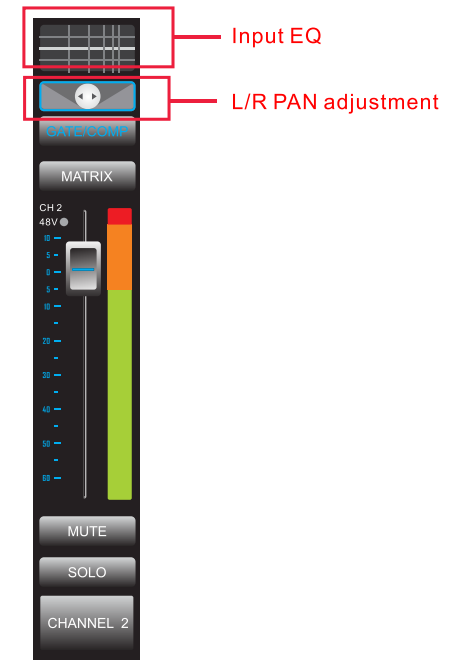 Input EQ
L/R PAN adjustment
GATE/COMP
MATRIX
CH 2
48V
10
5
0
5
10
20
30
40
50
60
MUTE
SOLO
CHANNEL 2